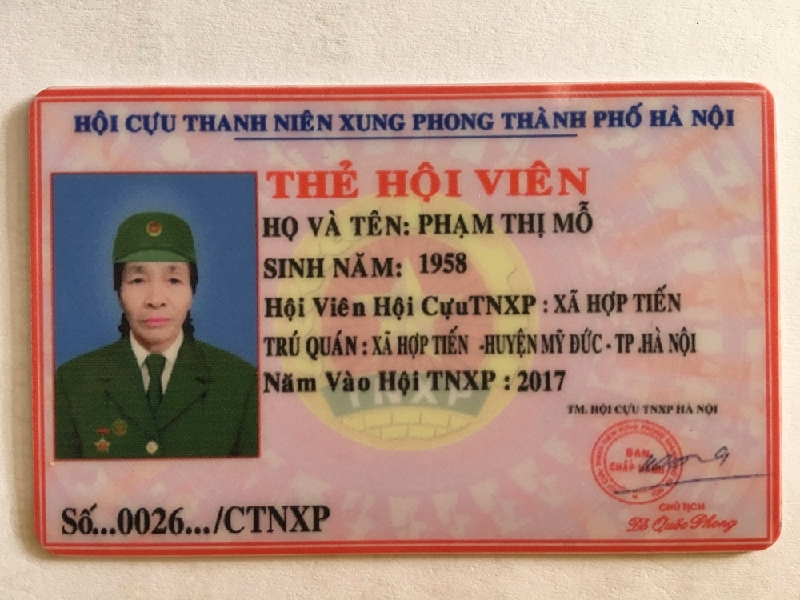 HỘI CỰU THANH NIÊN XUNG PHONG THÀNH PHỐ HÀ NỘI
THẺ HỘI VIÊN
HỌ VÀ TÊN: PHẠM THỊ MỖ
SINH NĂM: 1958
Hội Viên Hội CựuTNXP : XÃ HỢP TIẾN
TRÚ QUÁN : XÃ HỢP TIẾN -HUYỆN MỸ ĐỨC - TP.HÀ NỘI
Năm Vào Hội TNXP : 2017
TNXP
TM. HỘI CỰU TNXP HÀ NỘI
BAN
CHẤP HÀNH
CHỦ TỊCH
Đỗ Quốc Phong
Số...0026.../CTNXP